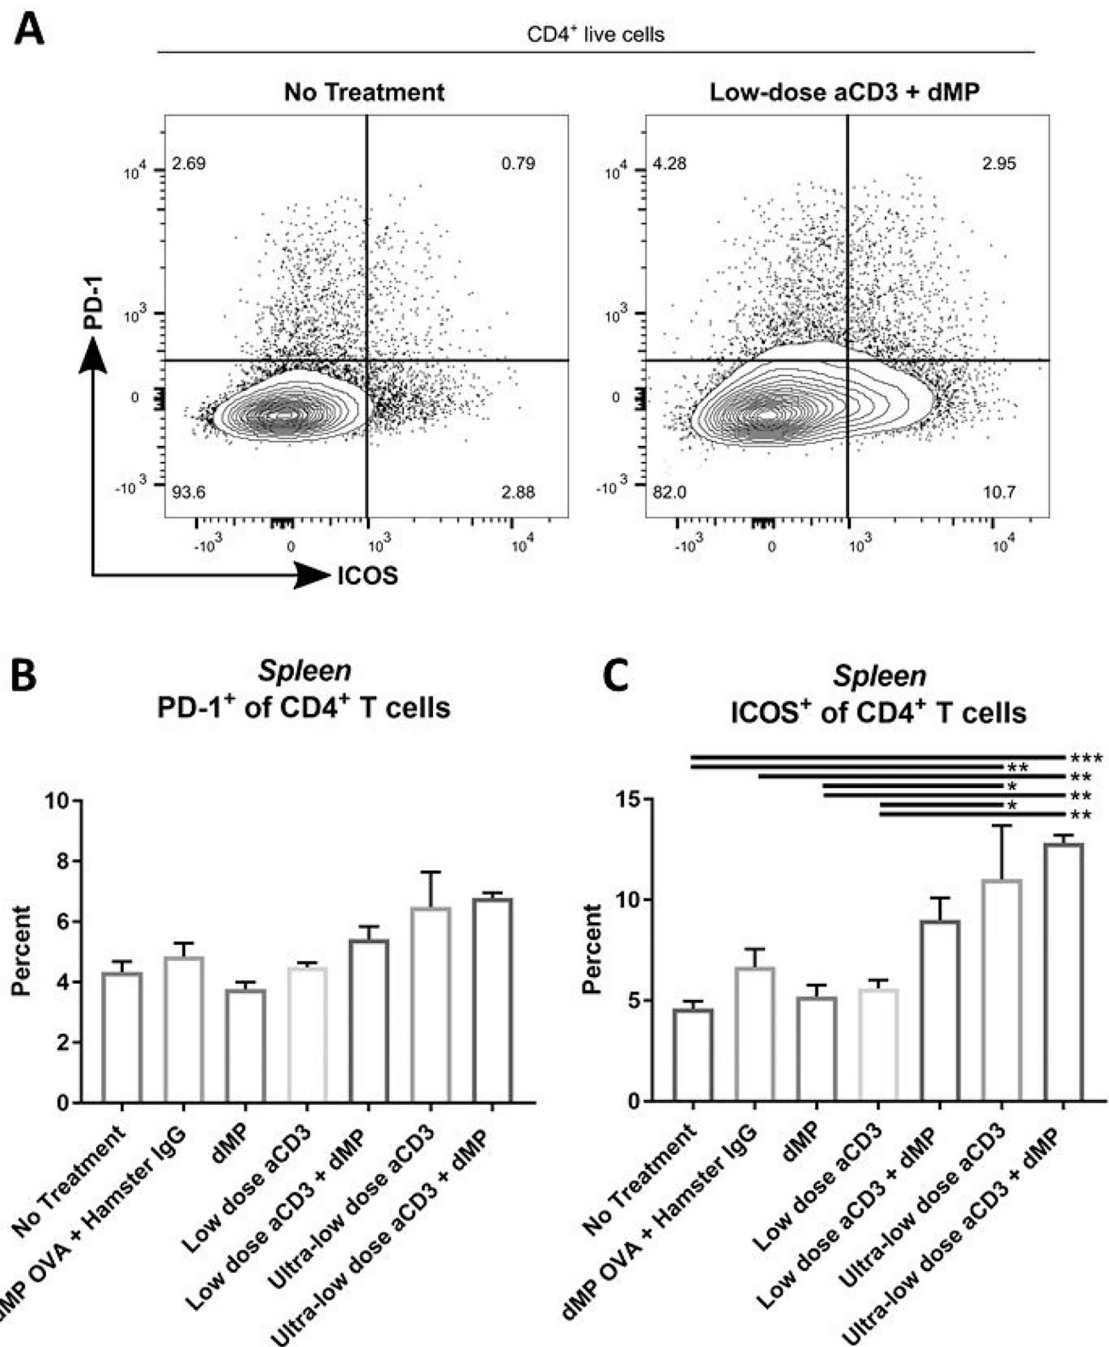 A
CD4+ live cells
No Treatment
Low-dose aCD3 + dMP
2.69
0.79
93.6
2.88
4.28
2.95
82.0
10.7
10^4
10^3
0
-10^3
10^4
10^3
0
-10^3
-10^3
0
10^3
10^4
-10^3
0
10^3
10^4
PD-1
ICOS
B
Spleen
PD-1+ of CD4+ T cells
10
8
6
4
2
0
Percent
No Treatment
dMP OVA + Hamster IgG
dMP
Low dose aCD3
Low dose aCD3 + dMP
Ultra-low dose aCD3
Ultra-low dose aCD3 + dMP
C
Spleen
ICOS+ of CD4+ T cells
***
**
**
*
**
*
**
15
10
5
0
Percent
No Treatment
dMP OVA + Hamster IgG
dMP
Low dose aCD3
Low dose aCD3 + dMP
Ultra-low dose aCD3
Ultra-low dose aCD3 + dMP